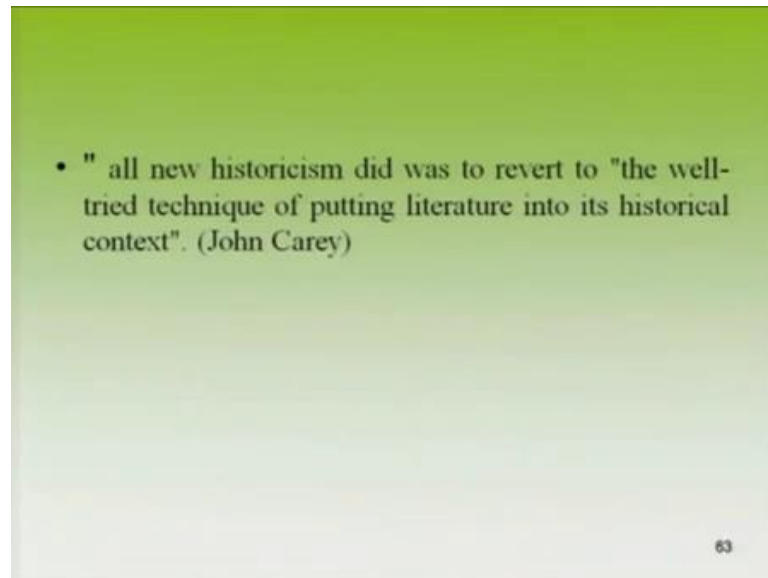 • " all new historicism did was to revert to "the well-
tried technique of putting literature into its historical
context". (John Carey)
63